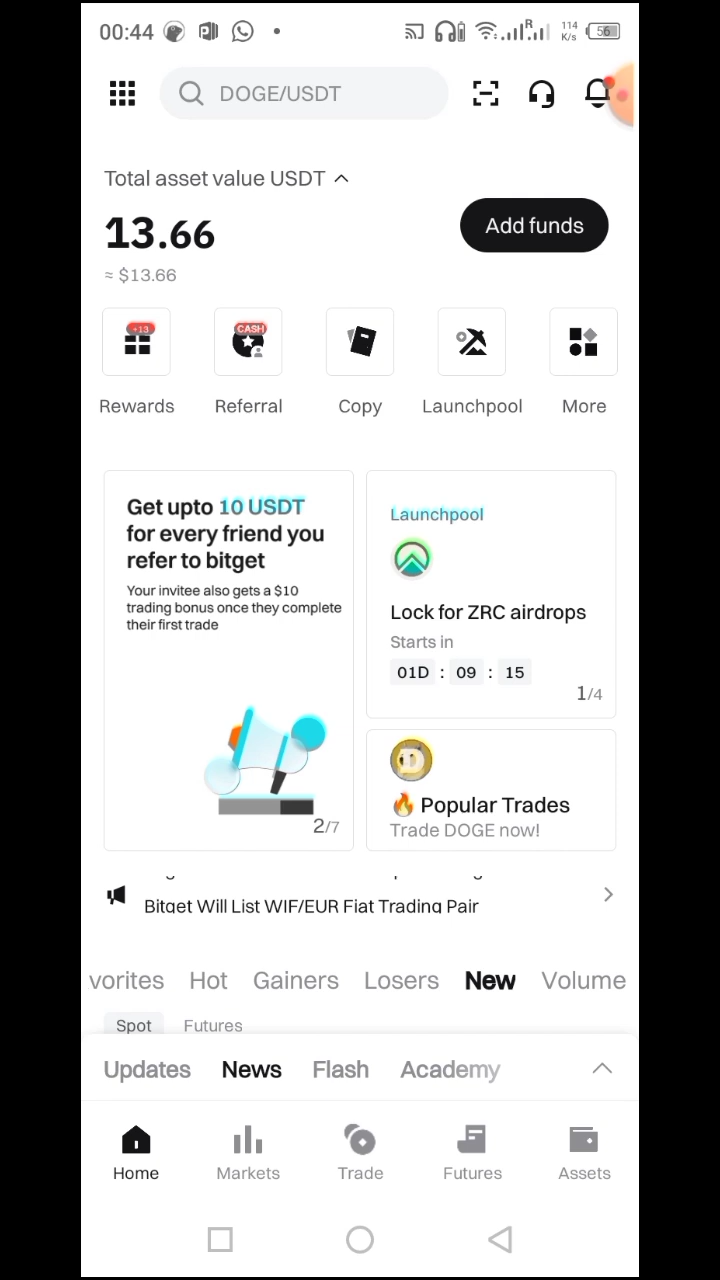 00:44
R
114
K/s
56
DOGE/USDT
Total asset value USDT
13.66
Add funds
≈ $13.66
+13
CASH
Rewards
Referral
Copy
Launchpool
More
Get upto 10 USDT
for every friend you
refer to bitget
Your invitee also gets a $10
trading bonus once they complete
their first trade
2/7
Launchpool
Lock for ZRC airdrops
Starts in
01D : 09 : 15
1/4
🔥 Popular Trades
Trade DOGE now!
Bitget Will List WIF/EUR Fiat Trading Pair
vorites Hot Gainers Losers New Volume
Spot Futures
Updates News Flash Academy
Home Markets Trade Futures Assets